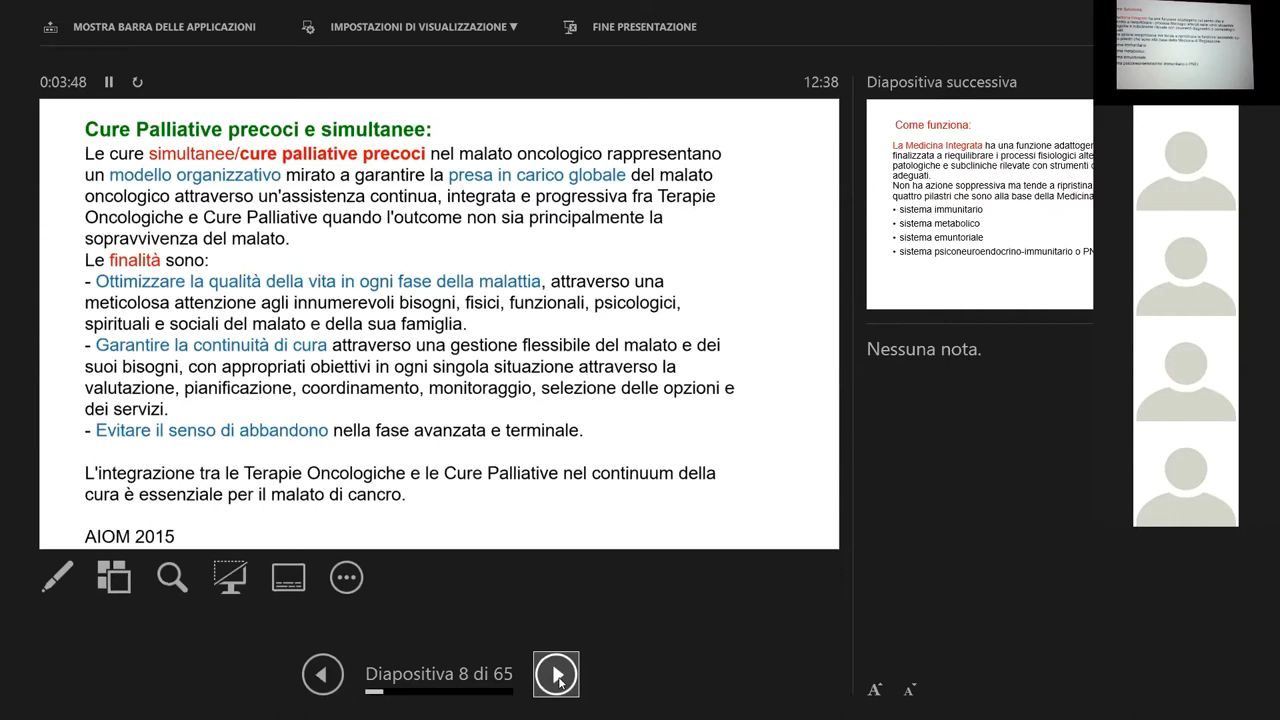 MOSTRA BARRA DELLE APPLICAZIONI
IMPOSTAZIONI DI VISUALIZZAZIONE ▼
FINE PRESENTAZIONE
0:03:48
12:38
Cure Palliative precoci e simultanee:
Le cure simultanee/cure palliative precoci nel malato oncologico rappresentano
un modello organizzativo mirato a garantire la presa in carico globale del malato
oncologico attraverso un'assistenza continua, integrata e progressiva fra Terapie
Oncologiche e Cure Palliative quando l'outcome non sia principalmente la
sopravvivenza del malato.
Le finalità sono:
- Ottimizzare la qualità della vita in ogni fase della malattia, attraverso una
meticolosa attenzione agli innumerevoli bisogni, fisici, funzionali, psicologici,
spirituali e sociali del malato e della sua famiglia.
- Garantire la continuità di cura attraverso una gestione flessibile del malato e dei
suoi bisogni, con appropriati obiettivi in ogni singola situazione attraverso la
valutazione, pianificazione, coordinamento, monitoraggio, selezione delle opzioni e
dei servizi.
- Evitare il senso di abbandono nella fase avanzata e terminale.
L'integrazione tra le Terapie Oncologiche e le Cure Palliative nel continuum della
cura è essenziale per il malato di cancro.
AIOM 2015
Diapositiva 8 di 65
Diapositiva successiva
Come funziona:
La Medicina Integrata ha una funzione adattoge
finalizzata a riequilibrare i processi fisiologici alte
patologiche e subcliniche rilevate con strumenti d
adeguati.
Non ha azione soppressiva ma tende a ripristina
quattro pilastri che sono alla base della Medicina
• sistema immunitario
• sistema metabolico
• sistema emuntoriale
• sistema psiconeuroendocrino-immunitario o PN
Nessuna nota.
A A